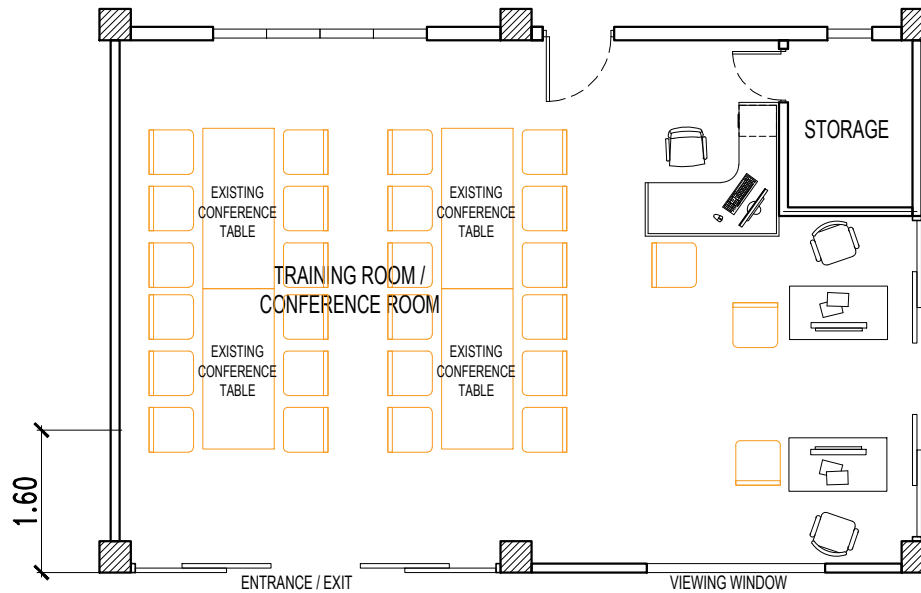 STORAGE
EXISTING
CONFERENCE
TABLE
EXISTING
CONFERENCE
TABLE
TRAINING ROOM /
CONFERENCE ROOM
EXISTING
CONFERENCE
TABLE
EXISTING
CONFERENCE
TABLE
1.60
ENTRANCE / EXIT
VIEWING WINDOW